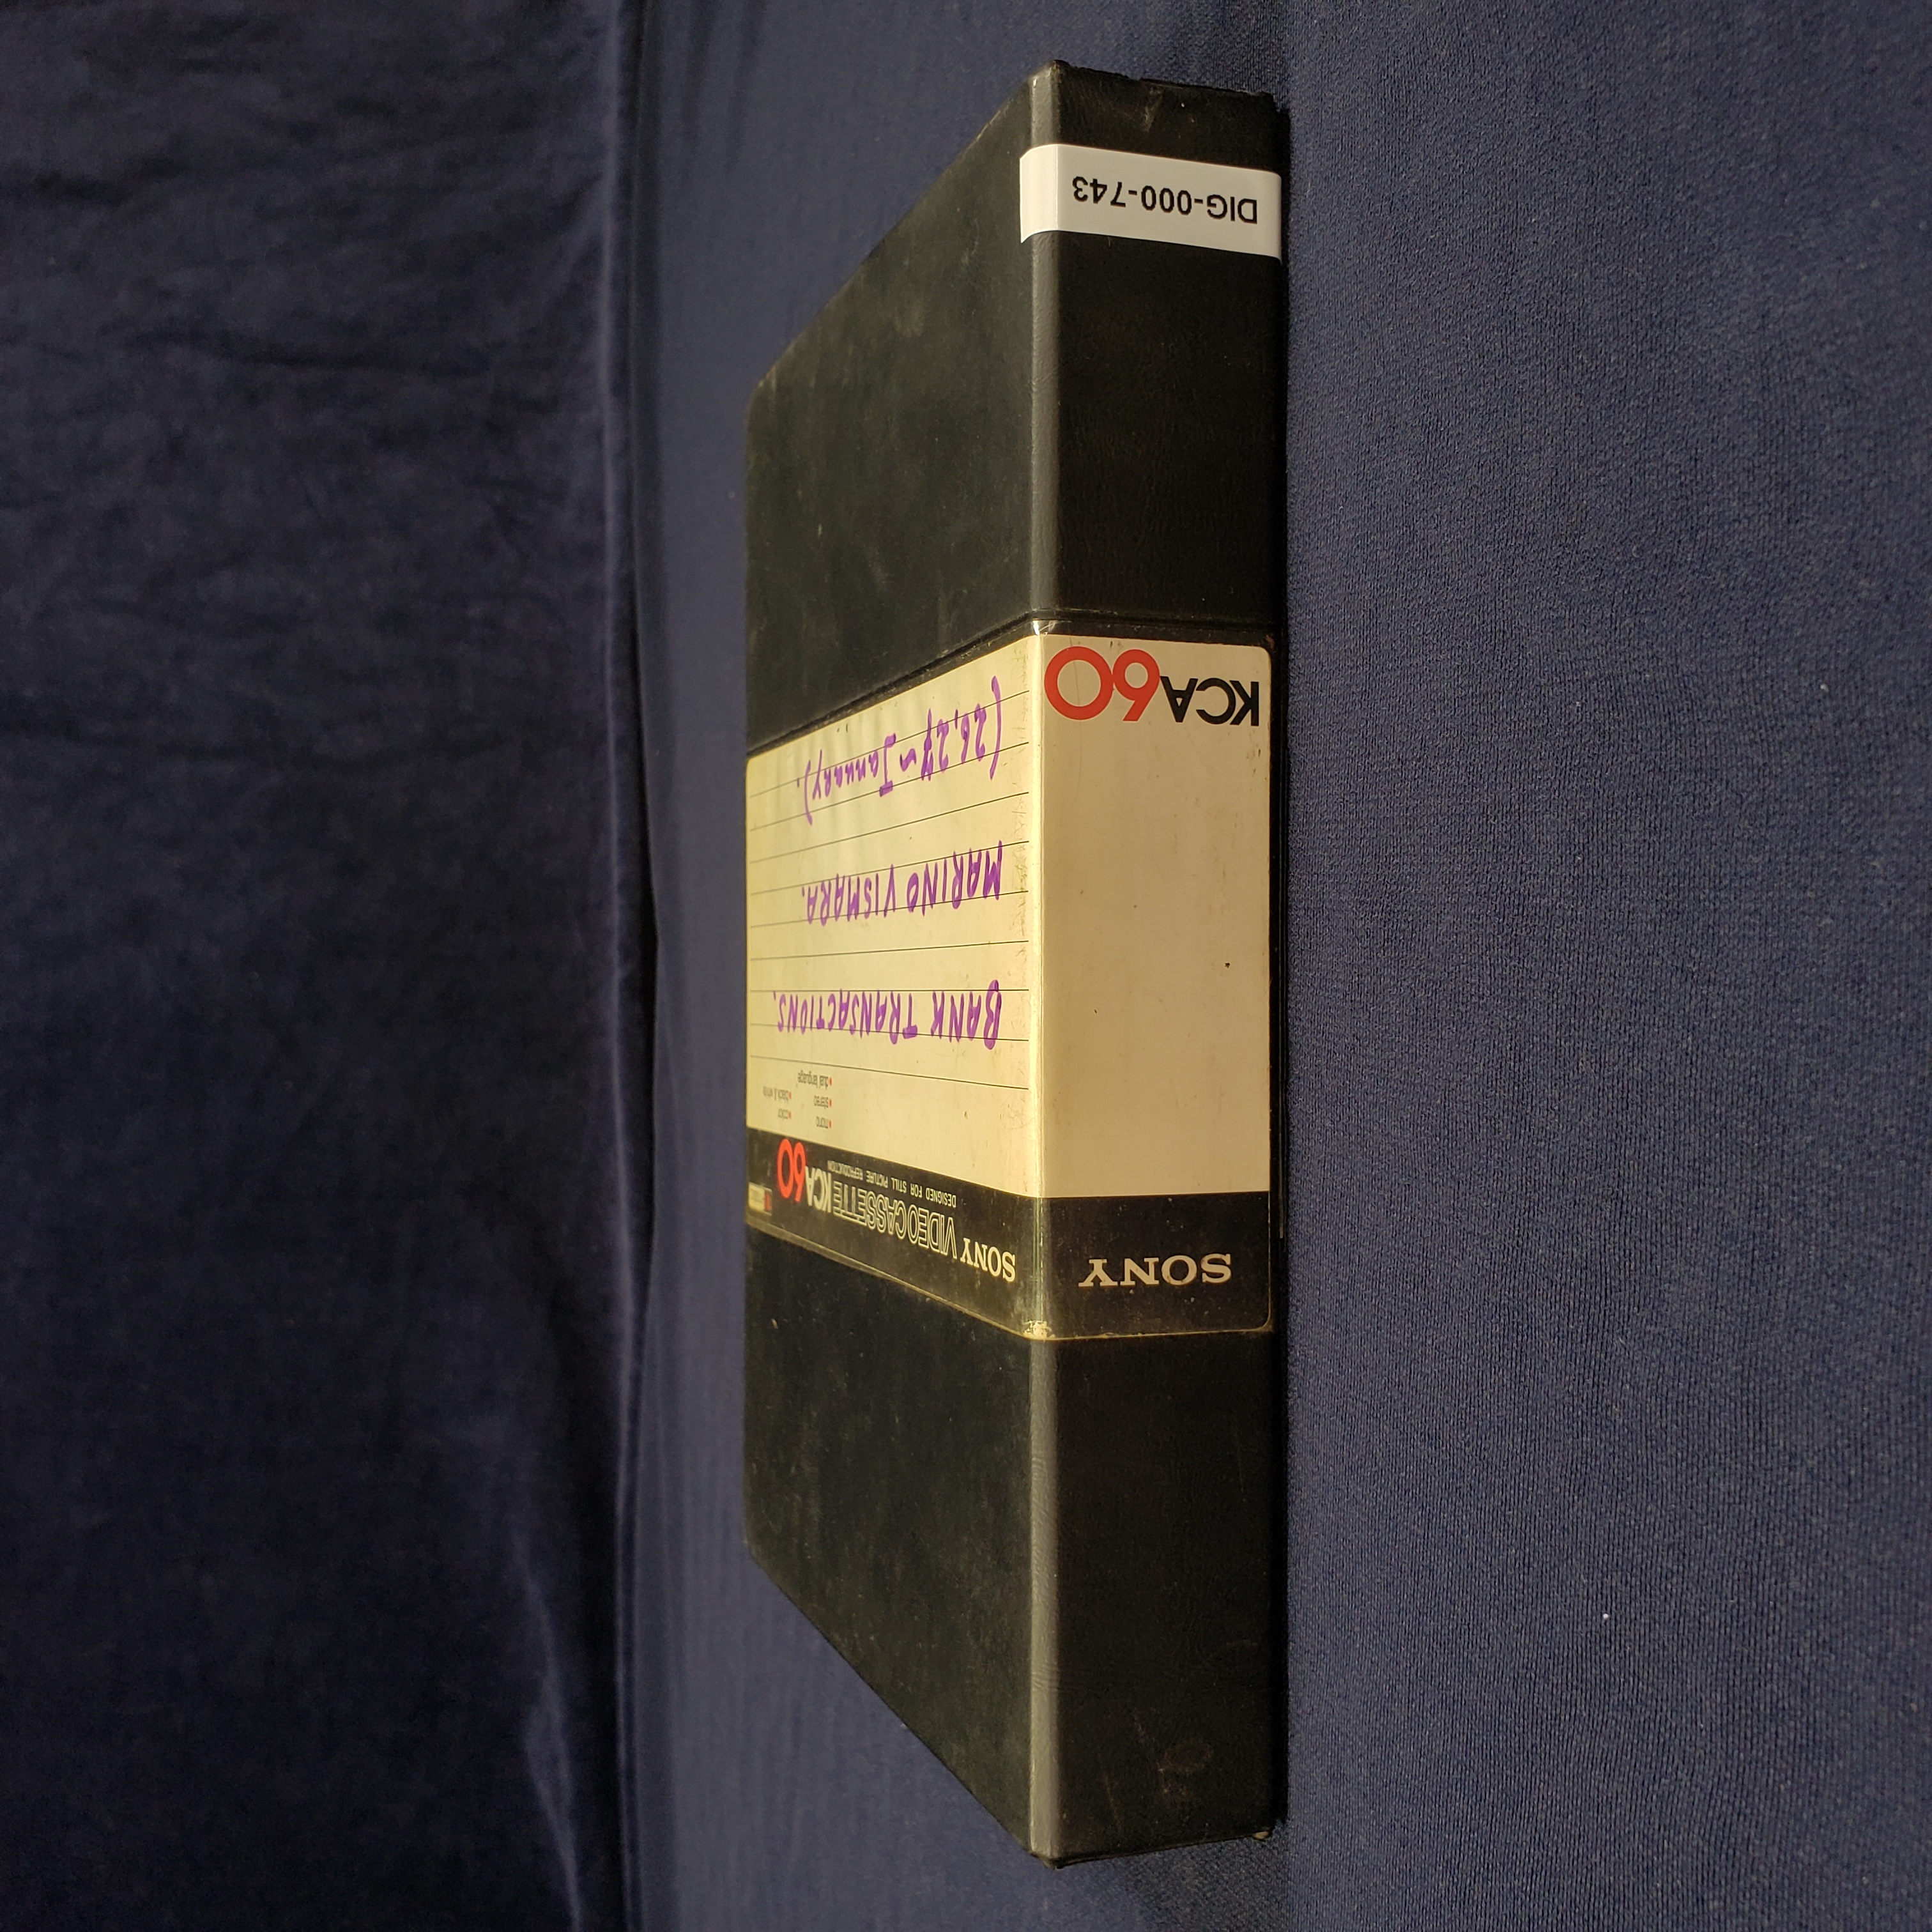 SONY VIDEOCASSETTE KCA60
DESIGNED FOR STILL PICTURE REPRODUCTION
•mono
•stereo
•dual language
•color
•black & white
BANK TRANSACTIONS.
MARINO VISMARA.
(26,27~January).
SONY
KCA60
DIG-000-743